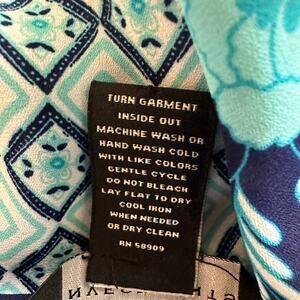 TURN GARMENT
INSIDE OUT
MACHINE WASH OR
HAND WASH COLD
WITH LIKE COLORS
GENTLE CYCLE
DO NOT BLEACH
LAY FLAT TO DRY
COOL IRON
WHEN NEEDED
OR DRY CLEAN
RN 58909